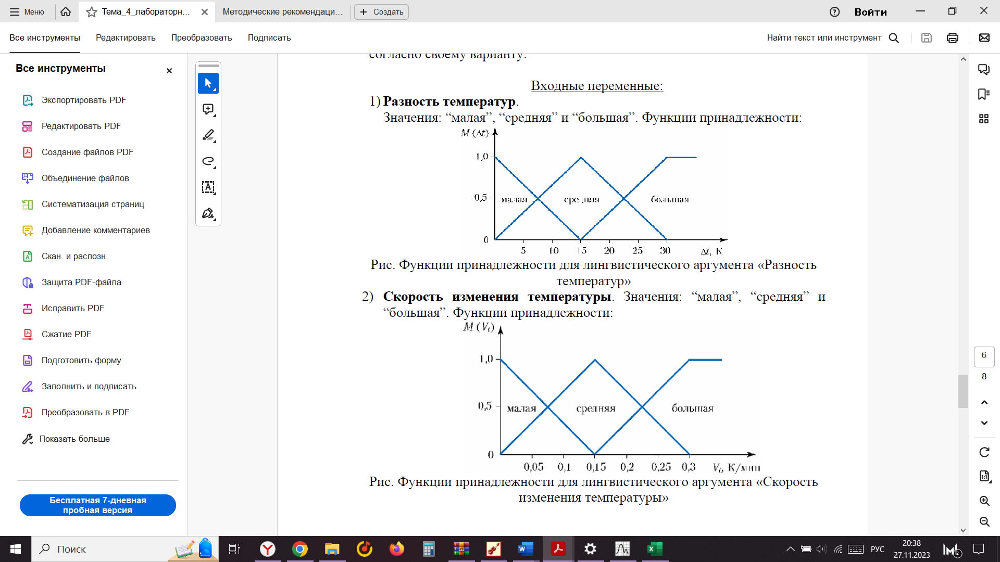 Меню
Тема_4_лабораторн...
Методические рекомендаци...
Создать
Войти
Все инструменты
Редактировать
Преобразовать
Подписать
Найти текст или инструмент
Все инструменты
Экспортировать PDF
Редактировать PDF
Создание файлов PDF
Объединение файлов
Систематизация страниц
Добавление комментариев
Скан. и распозн.
Защита PDF-файла
Исправить PDF
Сжатие PDF
Подготовить форму
Заполнить и подписать
Преобразовать в PDF
Показать больше
Бесплатная 7-дневная
пробная версия
согласно своему варианту.
Входные переменные:
1) Разность температур.
Значения: “малая”, “средняя” и “большая”. Функции принадлежности:
M (Δt)
1,0
0,5
малая средняя большая
0
5 10 15 20 25 30 Δt, К
Рис. Функции принадлежности для лингвистического аргумента «Разность
температур»
2) Скорость изменения температуры. Значения: “малая”, “средняя” и
“большая”. Функции принадлежности:
M (Vt)
1,0
0,5
малая средняя большая
0
0,05 0,1 0,15 0,2 0,25 0,3 Vt, К/мин
Рис. Функции принадлежности для лингвистического аргумента «Скорость
изменения температуры»
6
8
1:1
Поиск
РУС
20:38
27.11.2023
2